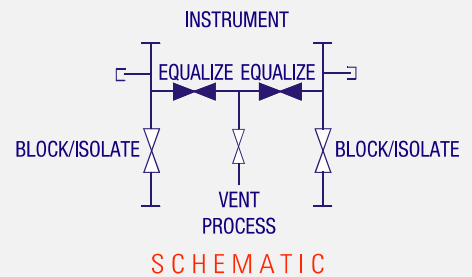 INSTRUMENT
EQUALIZE EQUALIZE
BLOCK/ISOLATE BLOCK/ISOLATE
VENT
PROCESS
SCHEMATIC